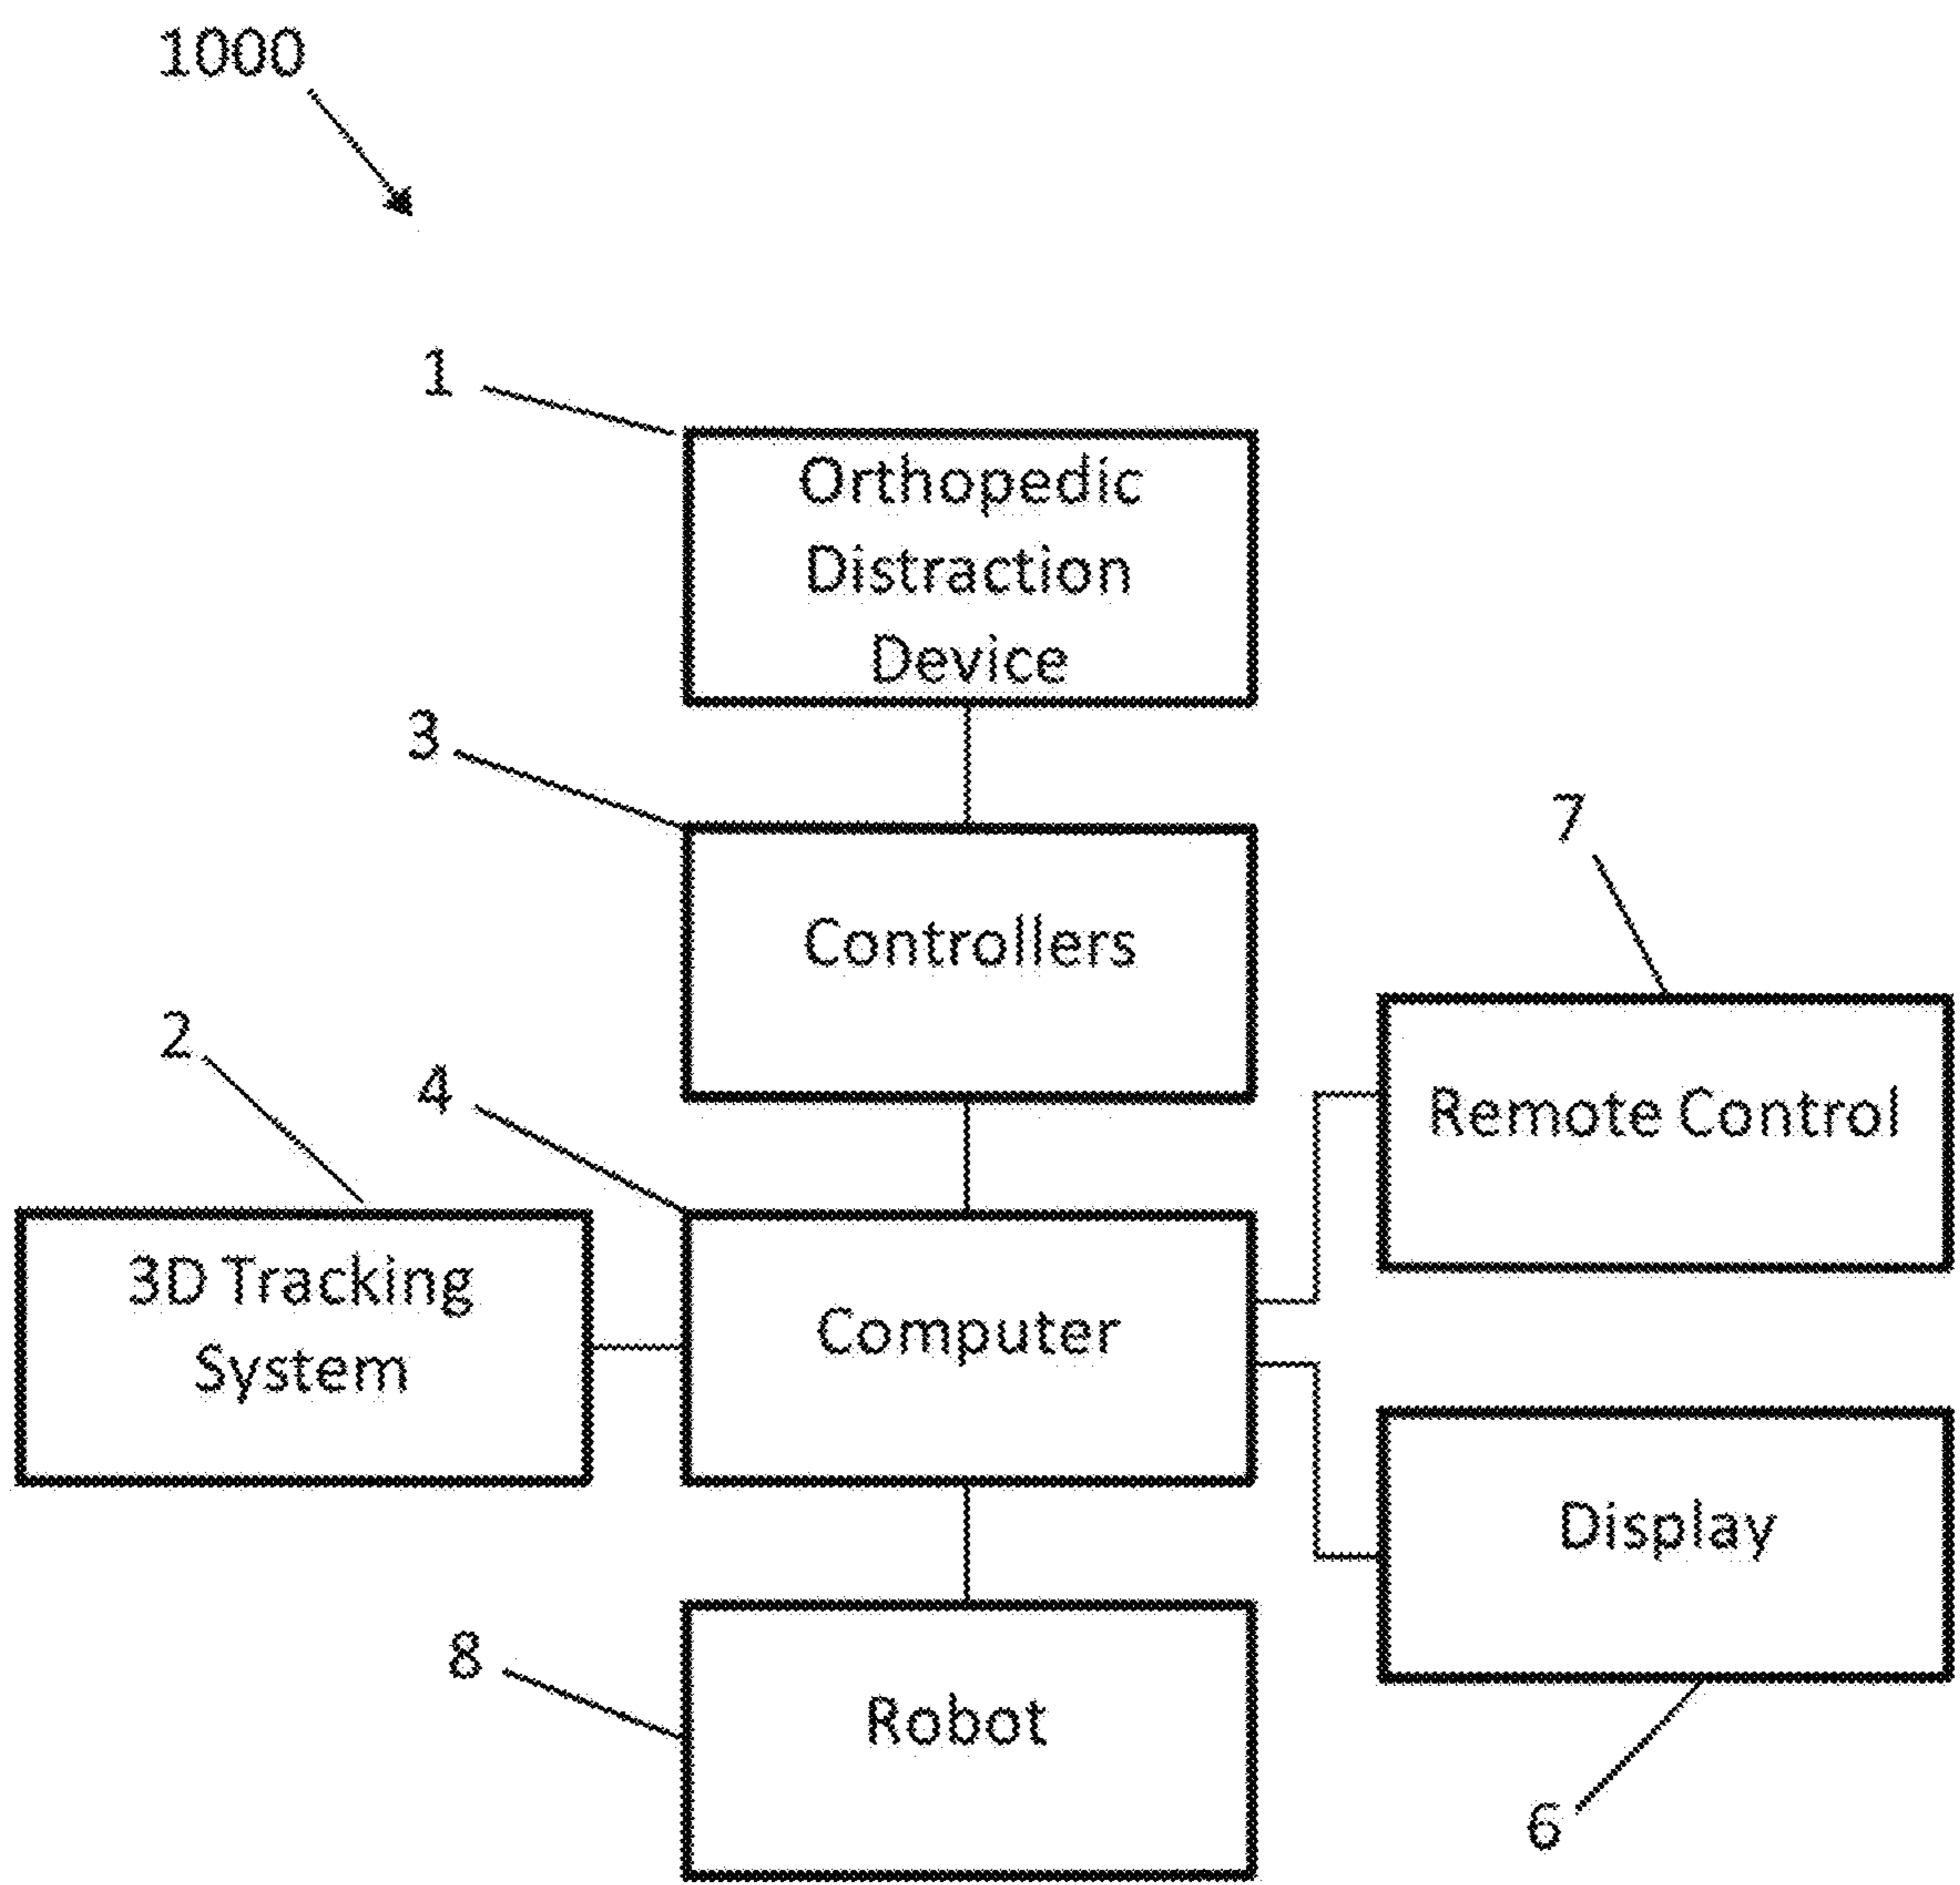 1000
1
Orthopedic
Distraction
Device
3
Controllers
7
Remote Control
2
3D Tracking
System
4
Computer
Display
6
8
Robot